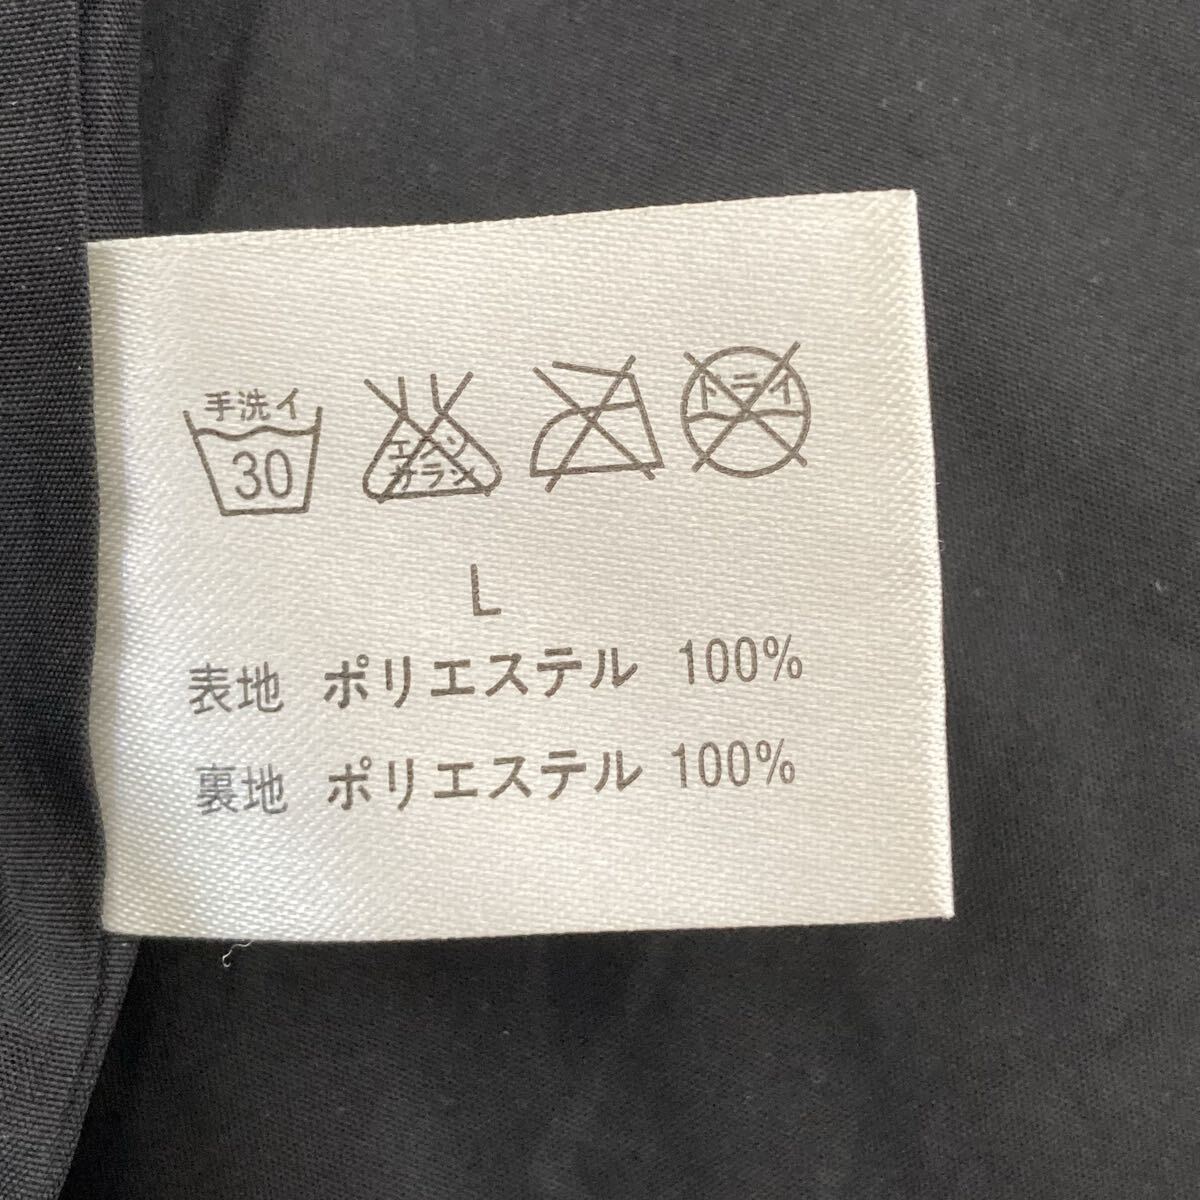 手洗イ
30
エンソ
サラシ
ドライ
L
表地 ポリエステル 100%
裏地 ポリエステル 100%